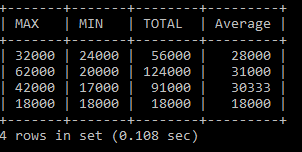 +-------+-------+--------+---------+
| MAX | MIN | TOTAL | Average |
+-------+-------+--------+---------+
| 32000 | 24000 | 56000 | 28000 |
| 62000 | 20000 | 124000 | 31000 |
| 42000 | 17000 | 91000 | 30333 |
| 18000 | 18000 | 18000 | 18000 |
+-------+-------+--------+---------+
4 rows in set (0.108 sec)